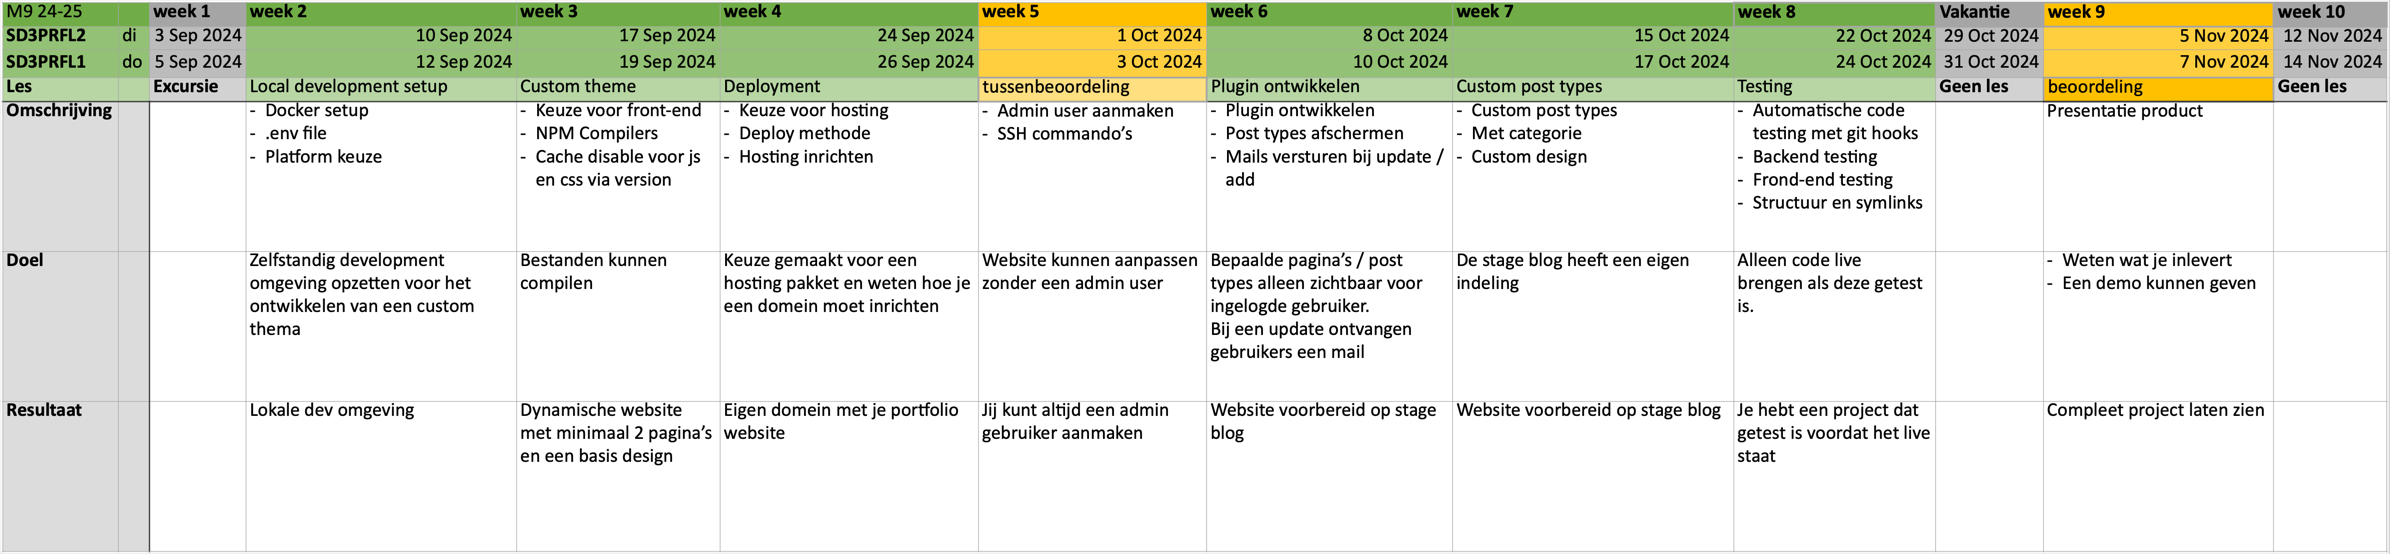 M9 24-25 week 1 week 2 week 3 week 4 week 5 week 6 week 7 week 8 Vakantie week 9 week 10
SD3PRFL2 di 3 Sep 2024 10 Sep 2024 17 Sep 2024 24 Sep 2024 1 Oct 2024 8 Oct 2024 15 Oct 2024 22 Oct 2024 29 Oct 2024 5 Nov 2024 12 Nov 2024
SD3PRFL1 do 5 Sep 2024 12 Sep 2024 19 Sep 2024 26 Sep 2024 3 Oct 2024 10 Oct 2024 17 Oct 2024 24 Oct 2024 31 Oct 2024 7 Nov 2024 14 Nov 2024
Les Excursie Local development setup Custom theme Deployment tussenbeoordeling Plugin ontwikkelen Custom post types Testing Geen les beoordeling Geen les
Omschrijving
- Docker setup
- .env file
- Platform keuze
- Keuze voor front-end
- NPM Compilers
- Cache disable voor js
en css via version
- Keuze voor hosting
- Deploy methode
- Hosting inrichten
- Admin user aanmaken
- SSH commando’s
- Plugin ontwikkelen
- Post types afschermen
- Mails versturen bij update /
add
- Custom post types
- Met categorie
- Custom design
- Automatische code
testing met git hooks
- Backend testing
- Frond-end testing
- Structuur en symlinks
Presentatie product
Doel
Zelfstandig development
omgeving opzetten voor het
ontwikkelen van een custom
thema
Bestanden kunnen
compilen
Keuze gemaakt voor een
hosting pakket en weten hoe je
een domein moet inrichten
Website kunnen aanpassen
zonder een admin user
Bepaalde pagina’s / post
types alleen zichtbaar voor
ingelogde gebruiker.
Bij een update ontvangen
gebruikers een mail
De stage blog heeft een eigen
indeling
Alleen code live
brengen als deze getest
is.
- Weten wat je inlevert
- Een demo kunnen geven
Resultaat
Lokale dev omgeving
Dynamische website
met minimaal 2 pagina’s
en een basis design
Eigen domein met je portfolio
website
Jij kunt altijd een admin
gebruiker aanmaken
Website voorbereid op stage
blog
Website voorbereid op stage blog
Je hebt een project dat
getest is voordat het live
staat
Compleet project laten zien